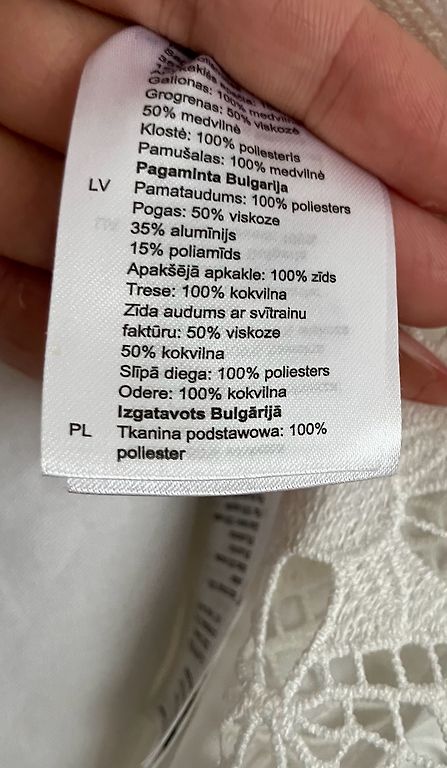 Galionas: 100% medvilnė
Grogrenas: 50% viskozė
50% medvilnė
Klostė: 100% poliesteris
Pamušalas: 100% medvilnė
Pagaminta Bulgarija
LV Pamataudums: 100% poliesters
Pogas: 50% viskoze
35% alumīnijs
15% poliamīds
Apakšējā apkakle: 100% zīds
Trese: 100% kokvilna
Zīda audums ar svītrainu
faktūru: 50% viskoze
50% kokvilna
Slīpā diega: 100% poliesters
Odere: 100% kokvilna
Izgatavots Bulgārijā
PL Tkanina podstawowa: 100%
poliester